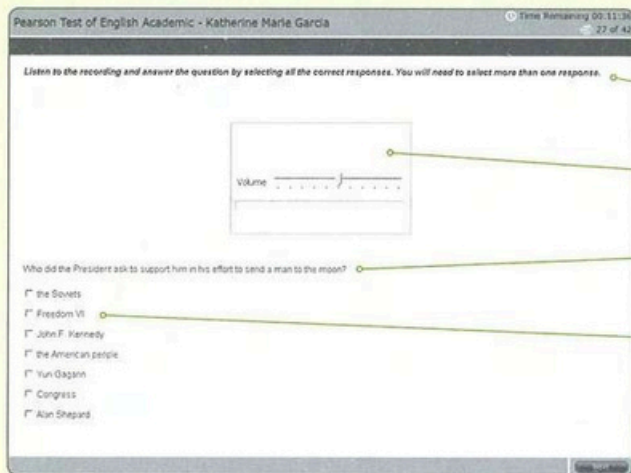 Pearson Test of English Academic - Katherine Marie Garcia
Time Remaining 00:11:36
27 of 42
Listen to the recording and answer the question by selecting all the correct responses. You will need to select more than one response.
Volume
Who did the President ask to support him in his effort to send a man to the moon?
the Soviets
Freedom VII
John F. Kennedy
the American people
Yuri Gagarin
Congress
Alan Shepard